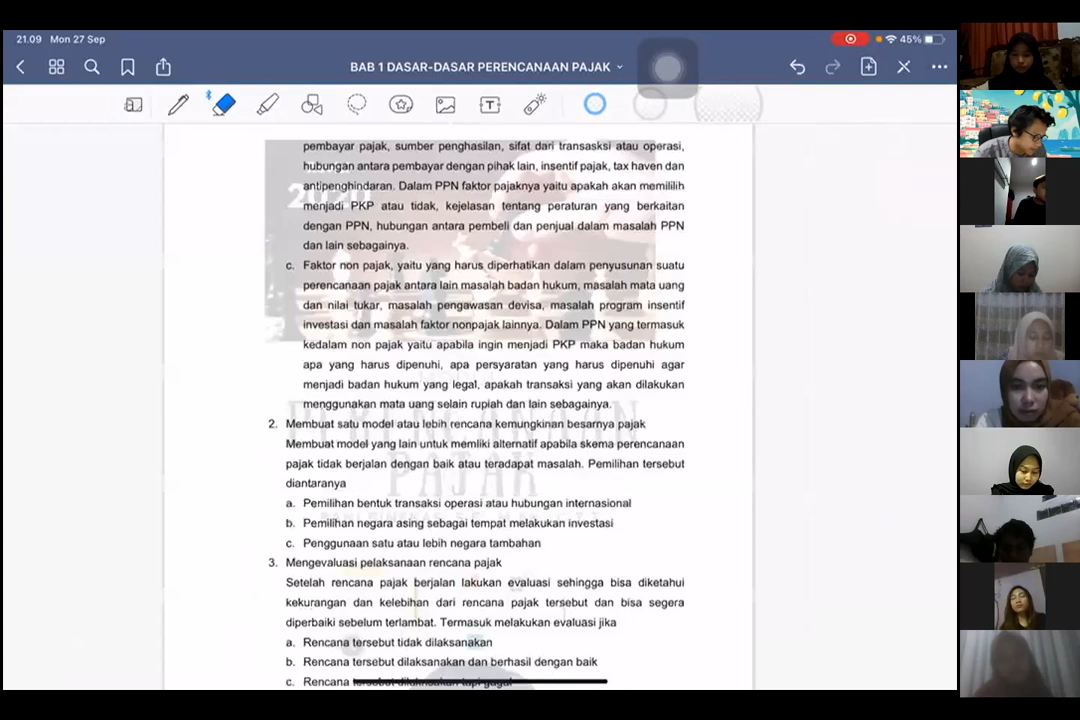 21.09 Mon 27 Sep
45%
BAB 1 DASAR-DASAR PERENCANAAN PAJAK
pembayar pajak, sumber penghasilan, sifat dari transasksi atau operasi,
hubungan antara pembayar dengan pihak lain, insentif pajak, tax haven dan
antipenghindaran. Dalam PPN faktor pajaknya yaitu apakah akan memililih
menjadi PKP atau tidak, kejelasan tentang peraturan yang berkaitan
dengan PPN, hubungan antara pembeli dan penjual dalam masalah PPN
dan lain sebagainya.
c. Faktor non pajak, yaitu yang harus diperhatikan dalam penyusunan suatu
perencanaan pajak antara lain masalah badan hukum, masalah mata uang
dan nilai tukar, masalah pengawasan devisa, masalah program insentif
investasi dan masalah faktor nonpajak lainnya. Dalam PPN yang termasuk
kedalam non pajak yaitu apabila ingin menjadi PKP maka badan hukum
apa yang harus dipenuhi, apa persyaratan yang harus dipenuhi agar
menjadi badan hukum yang legal, apakah transaksi yang akan dilakukan
menggunakan mata uang selain rupiah dan lain sebagainya.
2. Membuat satu model atau lebih rencana kemungkinan besarnya pajak
Membuat model yang lain untuk memliki alternatif apabila skema perencanaan
pajak tidak berjalan dengan baik atau teradapat masalah. Pemilihan tersebut
diantaranya
a. Pemilihan bentuk transaksi operasi atau hubungan internasional
b. Pemilihan negara asing sebagai tempat melakukan investasi
c. Penggunaan satu atau lebih negara tambahan
3. Mengevaluasi pelaksanaan rencana pajak
Setelah rencana pajak berjalan lakukan evaluasi sehingga bisa diketahui
kekurangan dan kelebihan dari rencana pajak tersebut dan bisa segera
diperbaiki sebelum terlambat. Termasuk melakukan evaluasi jika
a. Rencana tersebut tidak dilaksanakan
b. Rencana tersebut dilaksanakan dan berhasil dengan baik
c. Rencana
PERENCANAAN
PAJAK